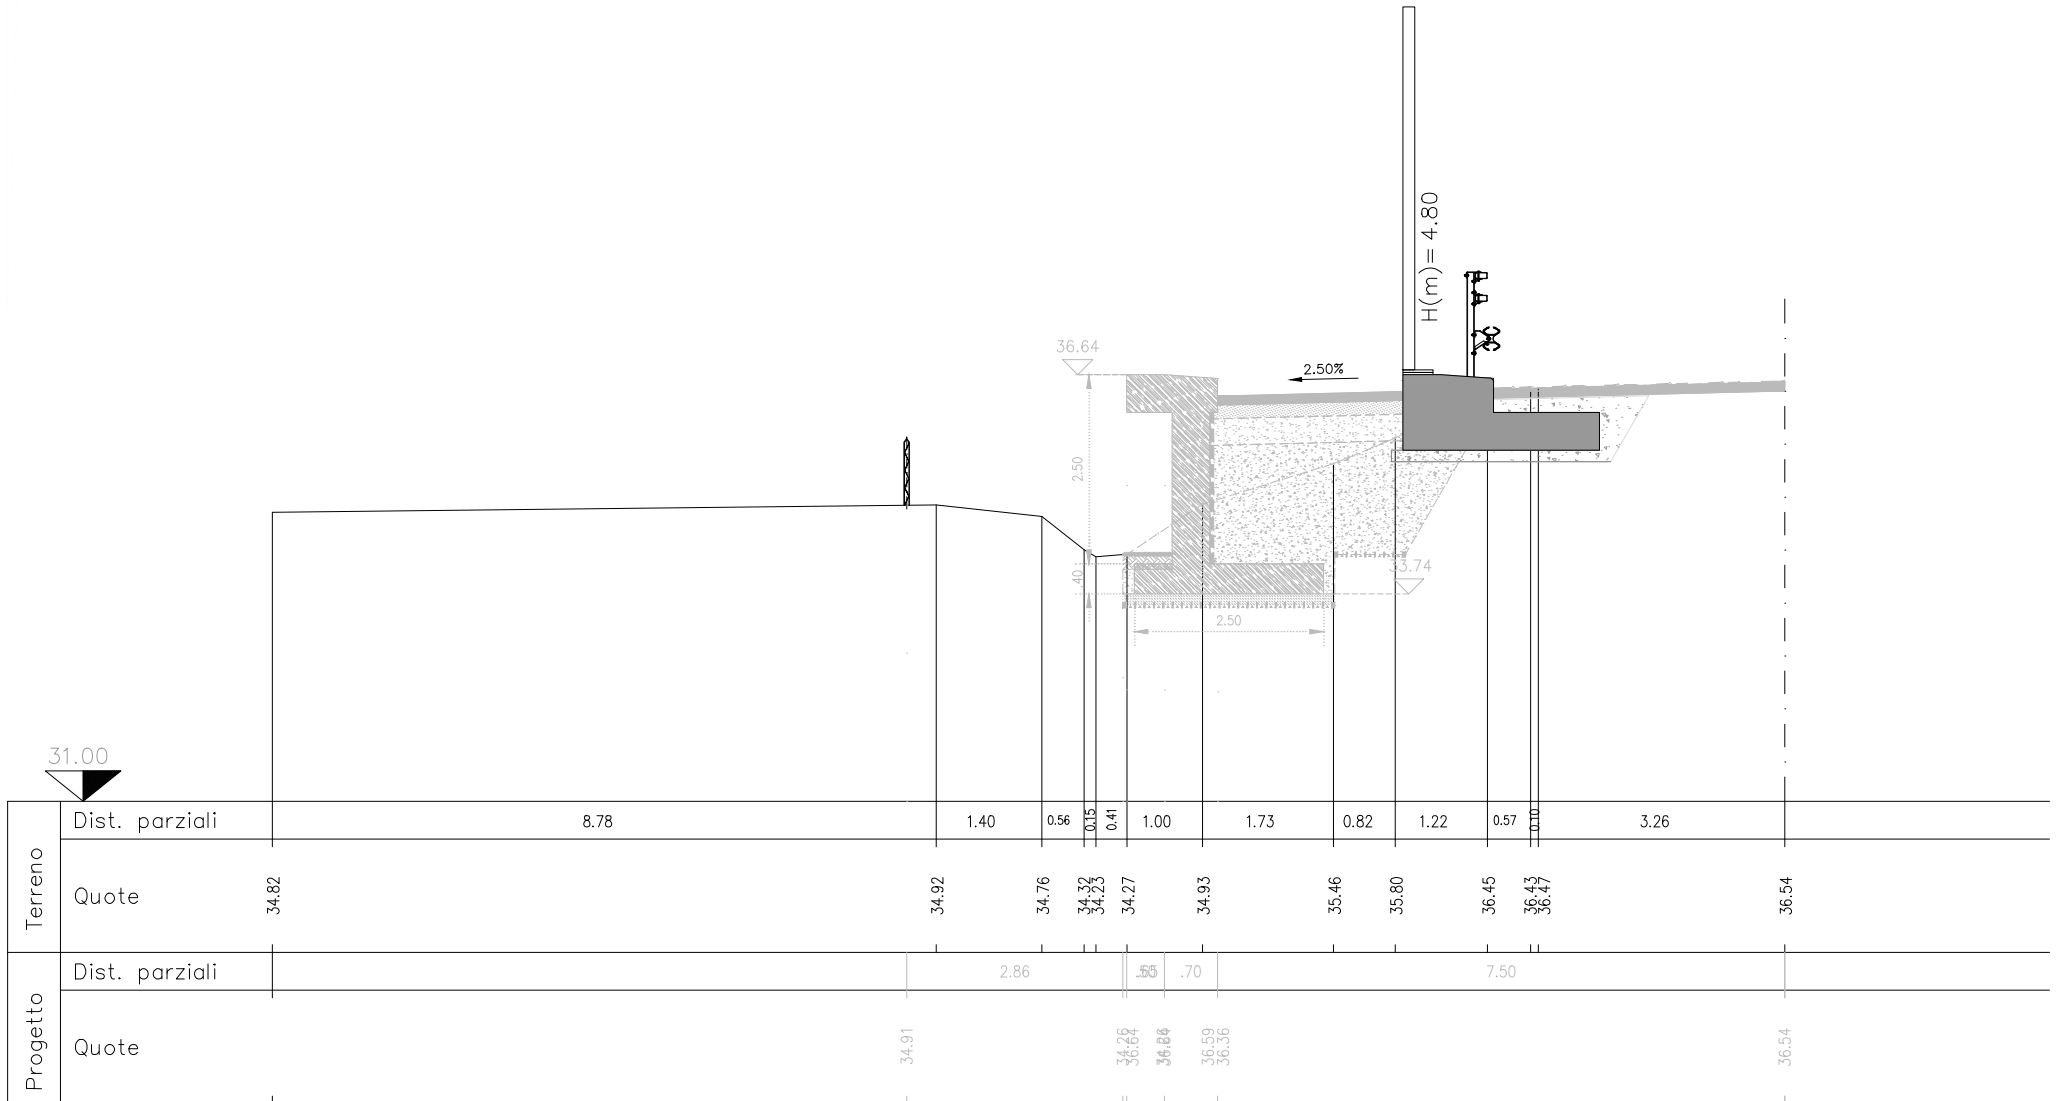 H(m)= 4.80
36.64
2.50%
2.50
.40
33.74
2.50
31.00
Terreno
Dist. parziali 8.78 1.40 0.56 0.15 0.41 1.00 1.73 0.82 1.22 0.57 0.10 3.26
Quote 34.82 34.92 34.76 34.32 34.23 34.27 34.93 35.46 35.80 36.45 36.43 36.47 36.54
Progetto
Dist. parziali 2.86 .70 7.50
Quote 34.91 34.26 36.64 36.59 36.36 36.54